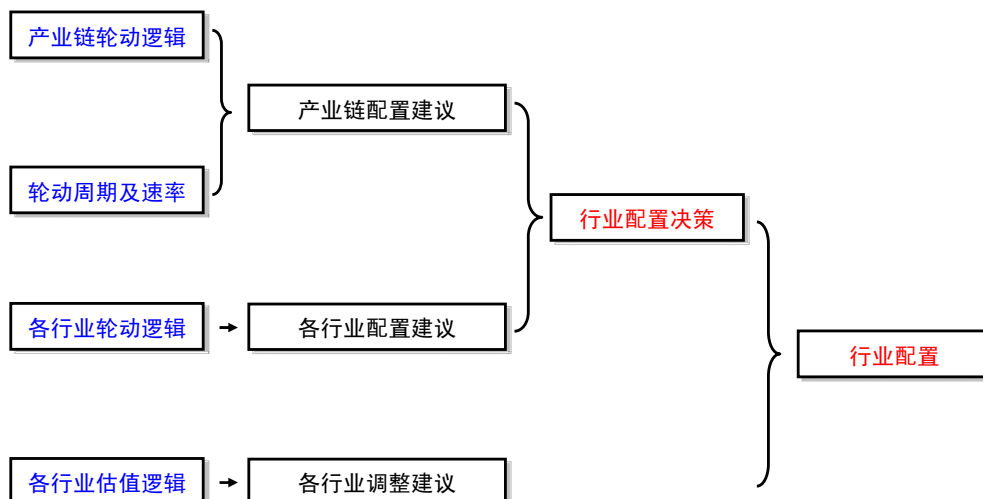 产业链轮动逻辑
产业链配置建议
轮动周期及速率
行业配置决策
各行业轮动逻辑
各行业配置建议
行业配置
各行业估值逻辑
各行业调整建议